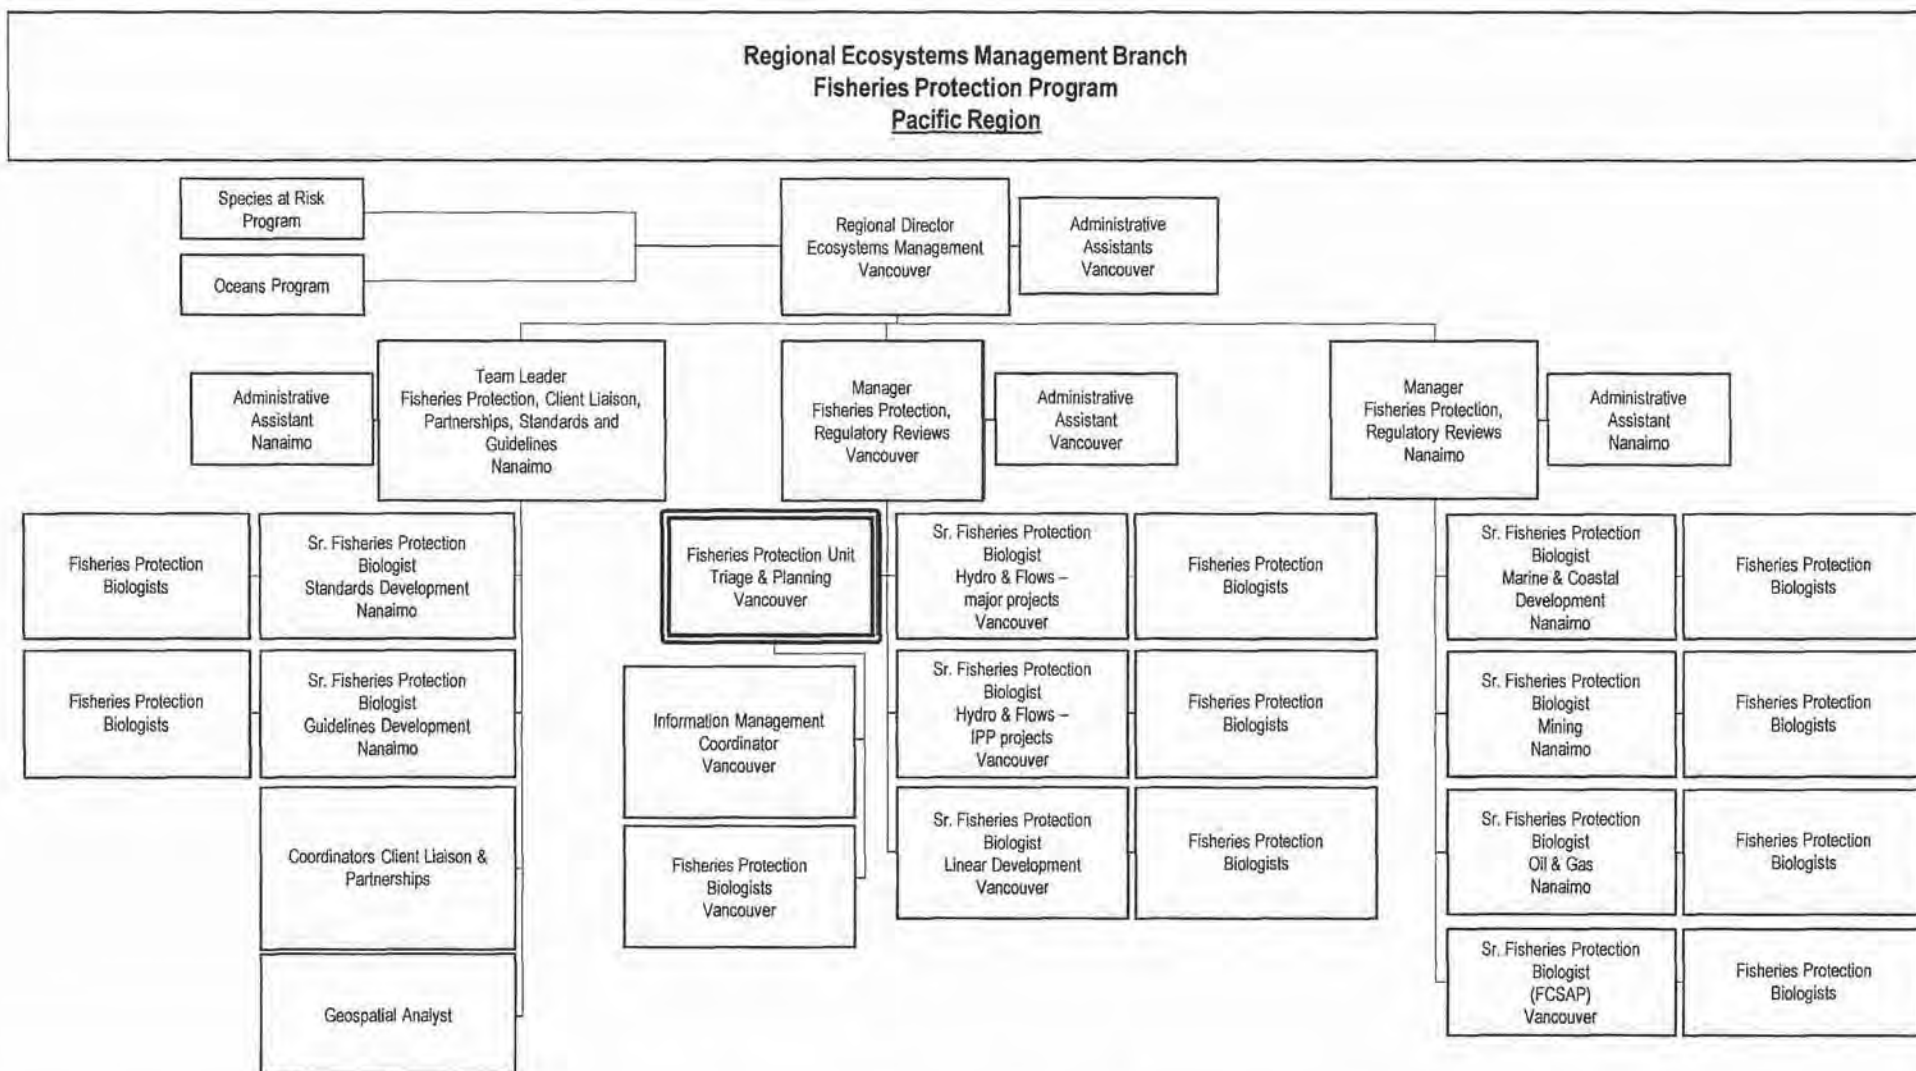 Regional Ecosystems Management Branch
Fisheries Protection Program
Pacific Region
Species at Risk
Program
Oceans Program
Regional Director
Ecosystems Management
Vancouver
Administrative
Assistants
Vancouver
Administrative
Assistant
Nanaimo
Team Leader
Fisheries Protection, Client Liaison,
Partnerships, Standards and
Guidelines
Nanaimo
Manager
Fisheries Protection,
Regulatory Reviews
Vancouver
Administrative
Assistant
Vancouver
Manager
Fisheries Protection,
Regulatory Reviews
Nanaimo
Administrative
Assistant
Nanaimo
Fisheries Protection
Biologists
Sr. Fisheries Protection
Biologist
Standards Development
Nanaimo
Fisheries Protection
Biologists
Sr. Fisheries Protection
Biologist
Guidelines Development
Nanaimo
Coordinators Client Liaison &
Partnerships
Geospatial Analyst
Fisheries Protection Unit
Triage & Planning
Vancouver
Information Management
Coordinator
Vancouver
Fisheries Protection
Biologists
Vancouver
Sr. Fisheries Protection
Biologist
Hydro & Flows –
major projects
Vancouver
Fisheries Protection
Biologists
Sr. Fisheries Protection
Biologist
Hydro & Flows –
IPP projects
Vancouver
Fisheries Protection
Biologists
Sr. Fisheries Protection
Biologist
Linear Development
Vancouver
Fisheries Protection
Biologists
Sr. Fisheries Protection
Biologist
Marine & Coastal
Development
Nanaimo
Fisheries Protection
Biologists
Sr. Fisheries Protection
Biologist
Mining
Nanaimo
Fisheries Protection
Biologists
Sr. Fisheries Protection
Biologist
Oil & Gas
Nanaimo
Fisheries Protection
Biologists
Sr. Fisheries Protection
Biologist
(FCSAP)
Vancouver
Fisheries Protection
Biologists